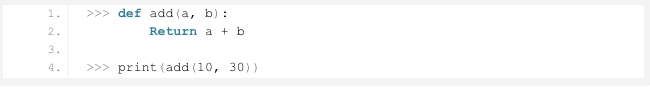 1. >>> def add(a, b):
2.         Return a + b
3.
4. >>> print(add(10, 30))